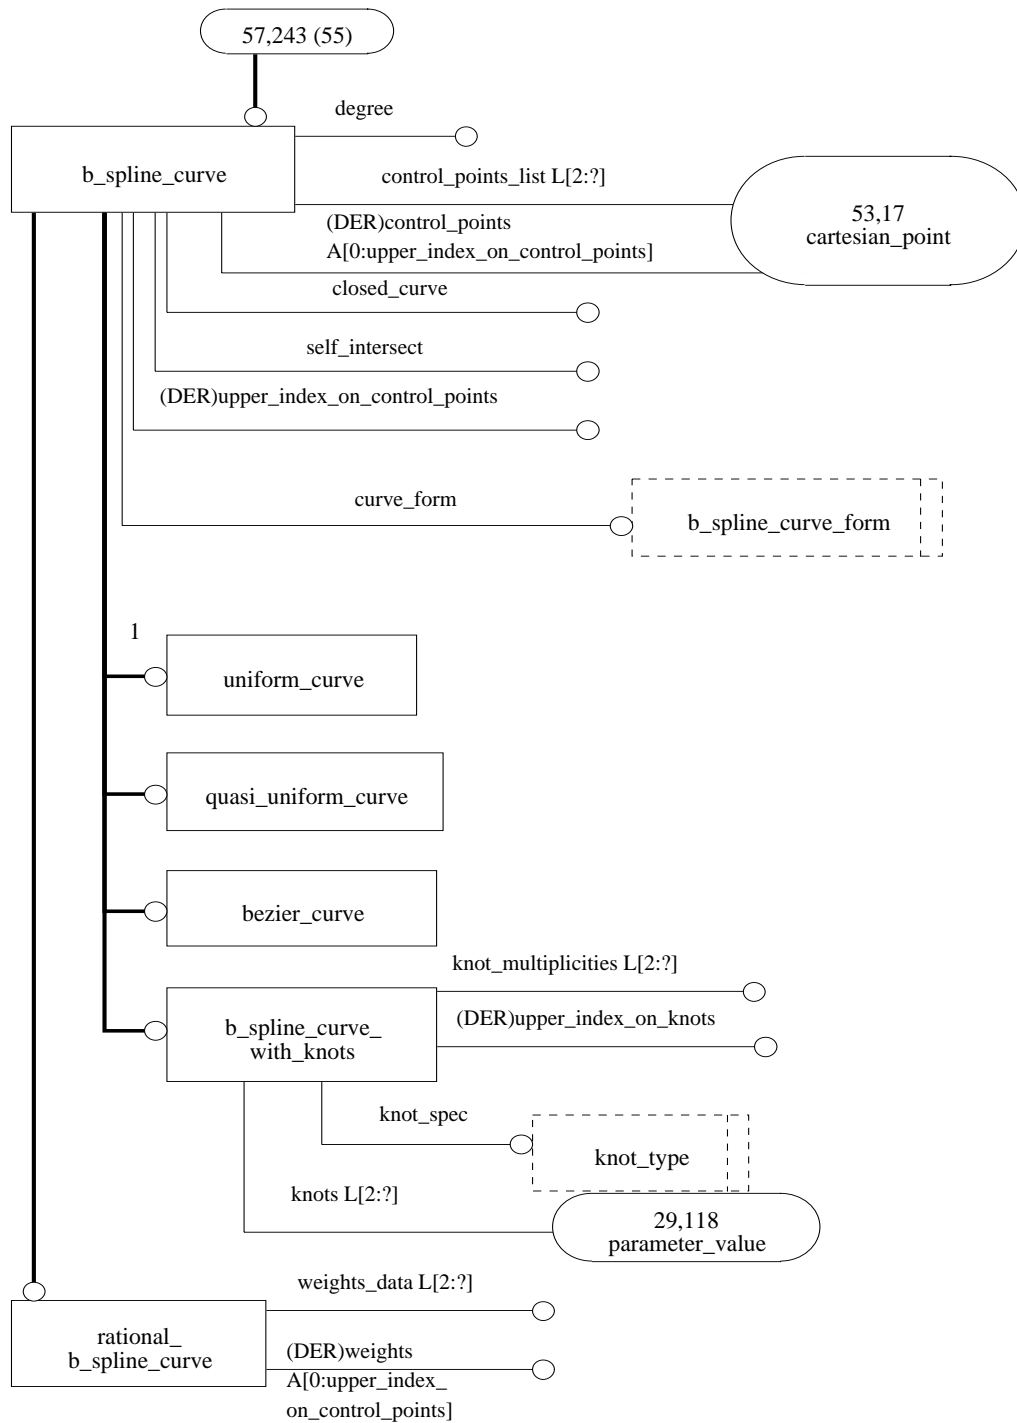 57,243 (55)
degree
b_spline_curve
control_points_list L[2:?]
53,17
cartesian_point
(DER)control_points
A[0:upper_index_on_control_points]
closed_curve
self_intersect
(DER)upper_index_on_control_points
curve_form
b_spline_curve_form
1
uniform_curve
quasi_uniform_curve
bezier_curve
knot_multiplicities L[2:?]
(DER)upper_index_on_knots
b_spline_curve_
with_knots
knot_spec
knot_type
knots L[2:?]
29,118
parameter_value
weights_data L[2:?]
rational_
b_spline_curve
(DER)weights
A[0:upper_index_
on_control_points]